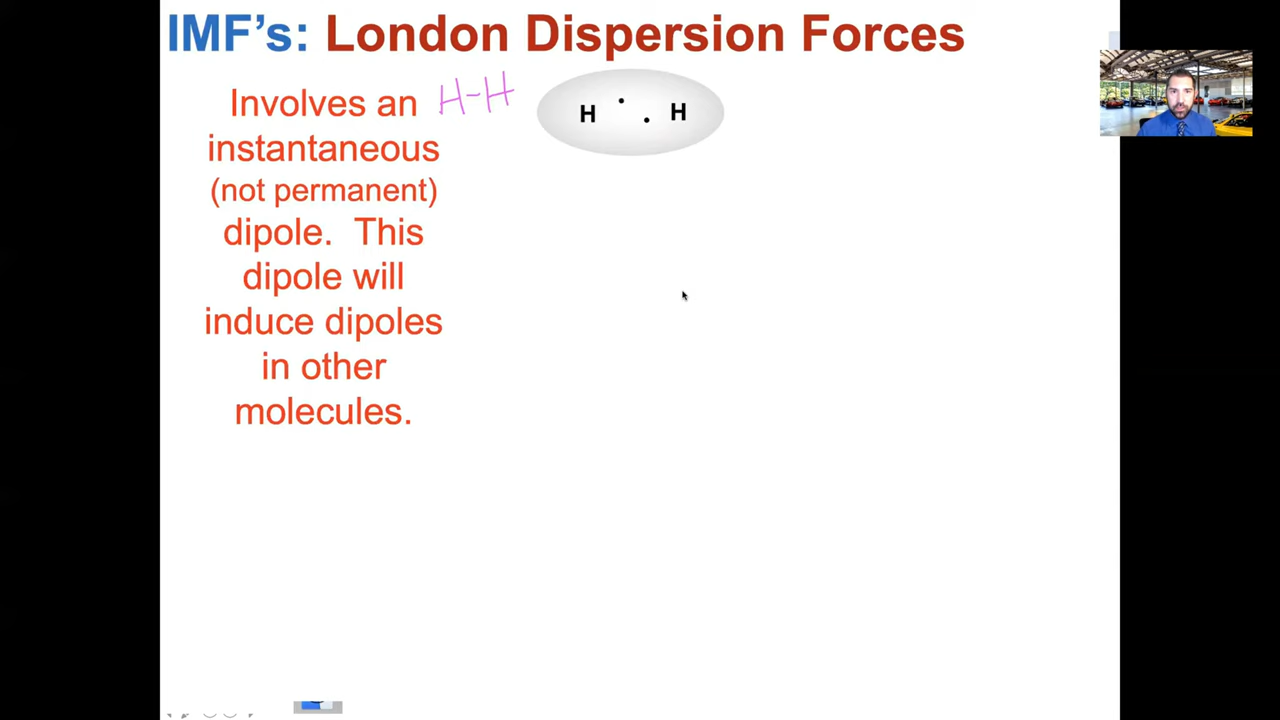 IMF's: London Dispersion Forces
Involves an
H-H
H H
instantaneous
(not permanent)
dipole. This
dipole will
induce dipoles
in other
molecules.